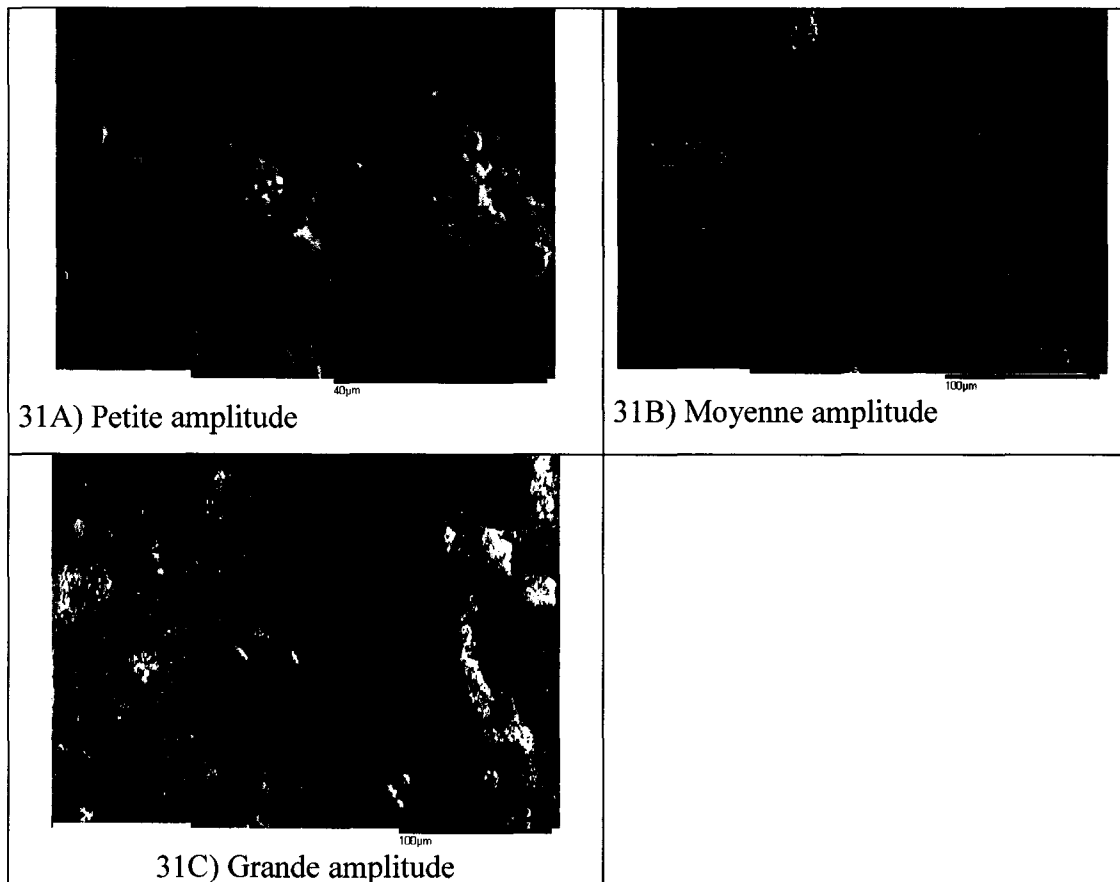 40µm
100µm
31A) Petite amplitude
31B) Moyenne amplitude
100µm
31C) Grande amplitude